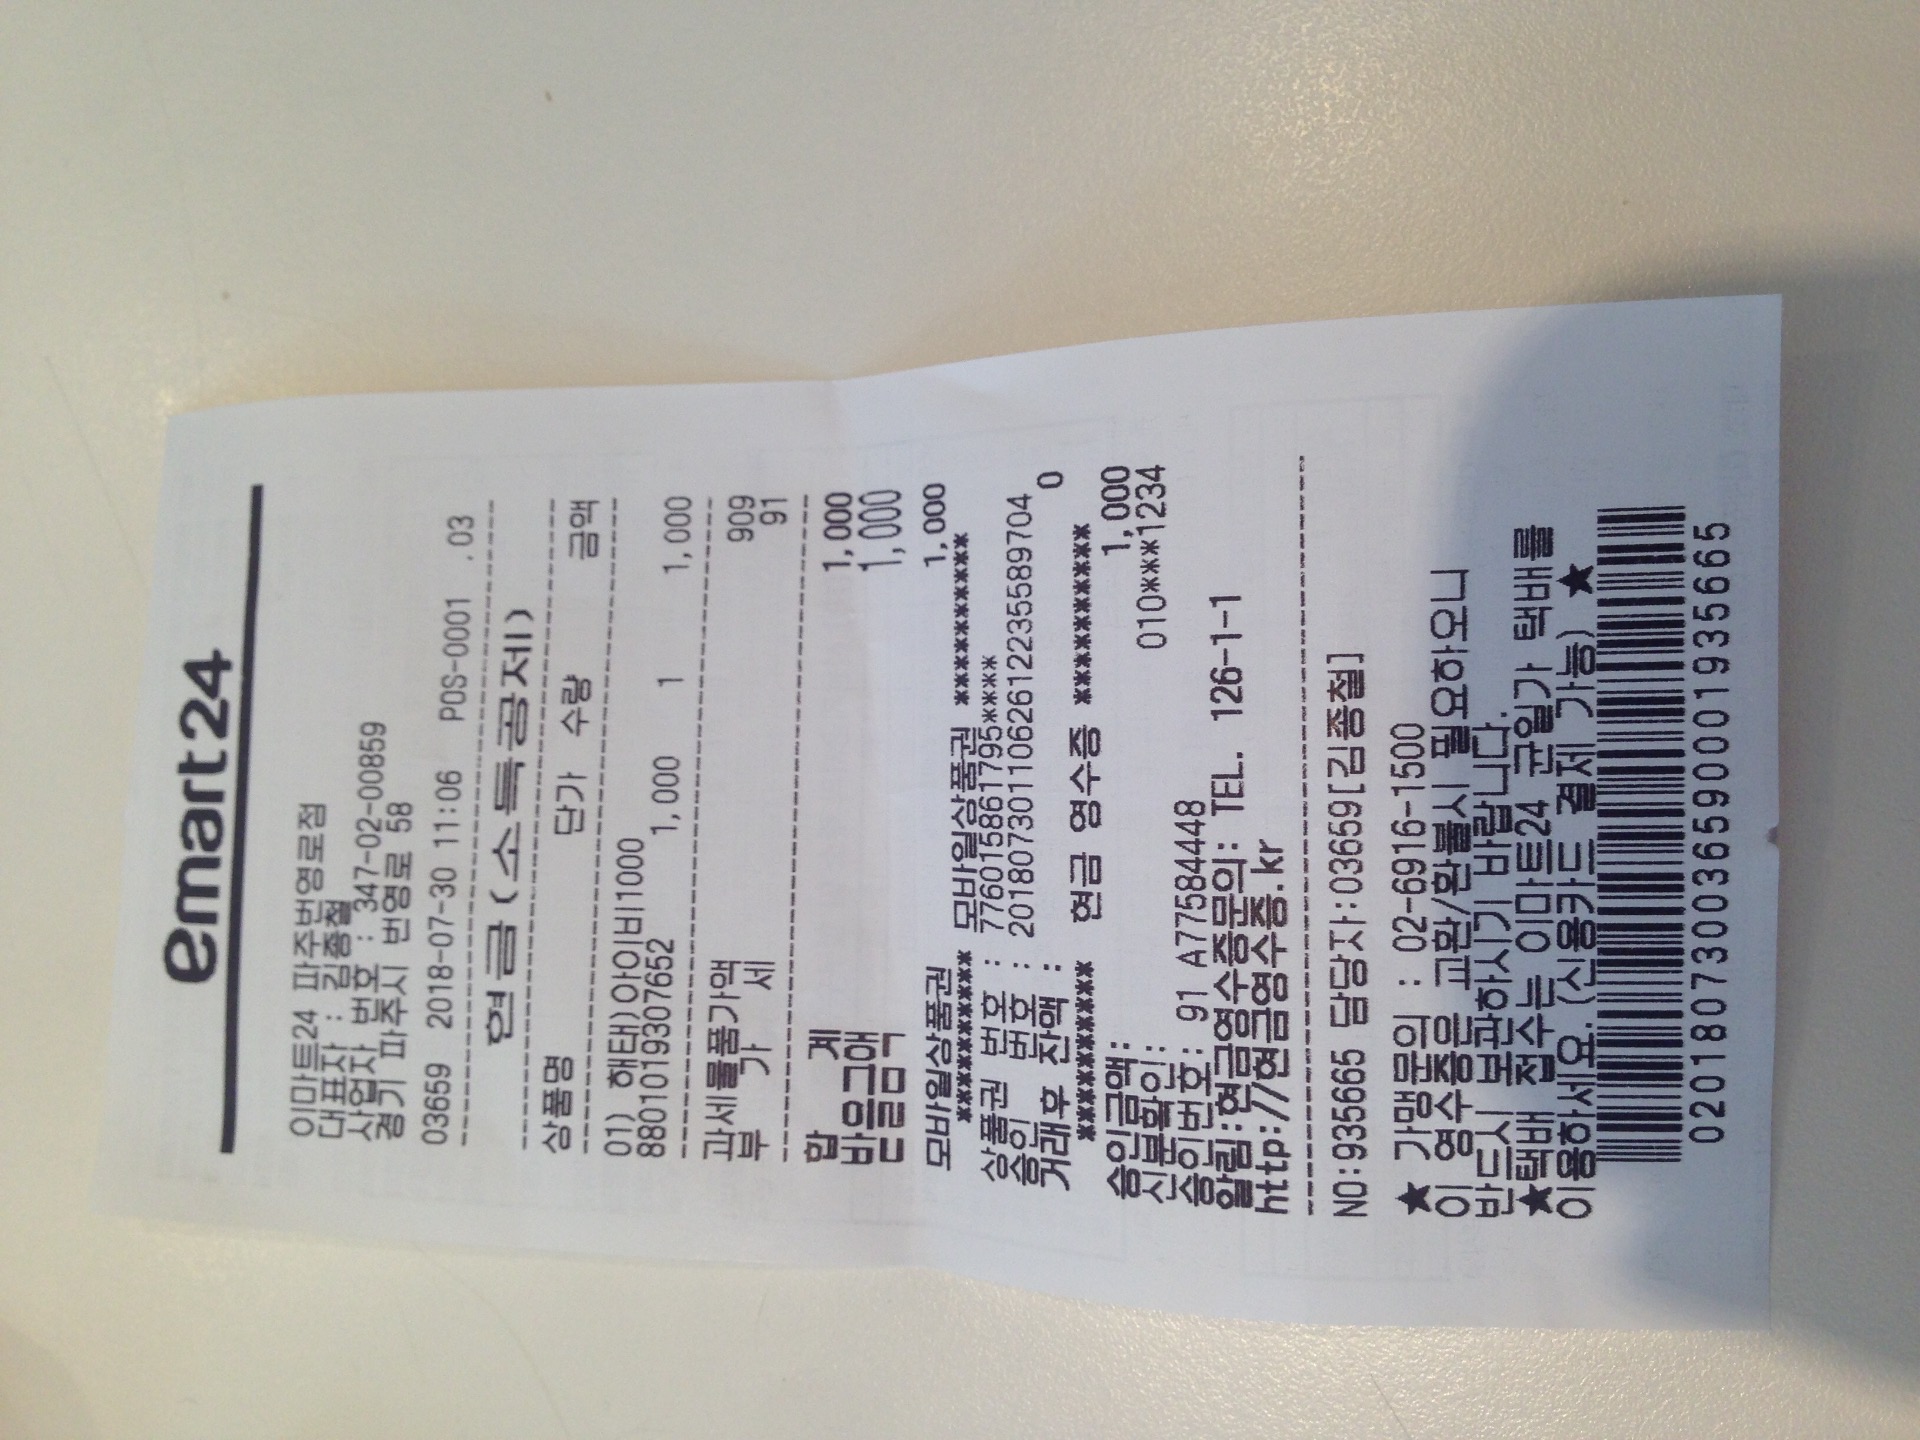 emart24
이마트24 파주번영로점
대표자 : 김종철
사업자 번호 : 347-02-00859
경기 파주시 번영로 58
03659 2018-07-30 11:06 POS-0001 .03
현금(소득공제)
상품명 단가 수량 금액
01) 해태)아이비1000
8801019307652 1,000 1 1,000
과세물품가액 909
부 가 세 91
합 계 1,000
받은금액 1,000
모바일상품권 1,000
********** 모바일상품권 **********
상품권 번호 : 7760158617795****
승인 번호 : 20180730110626122355897​04
거래후 잔액 : 0
********** 현금 영수증 **********
승인금액: 1,000
신분확인: 010***1234
승인번호: 91 A77584448
알림:현금영수증문의: TEL. 126-1-1
http://현금영수증.kr
NO:935665 담당자:03659[김종철]
★ 가맹문의 : 02-6916-1500
이 영수증은 교환/환불시 필요하오니
반드시 보관하시기 바랍니다.
★택배 접수는 이마트24 균일가 택배를
이용하세요.(신용카드 결제 가능) ★
0201807300365900001935665